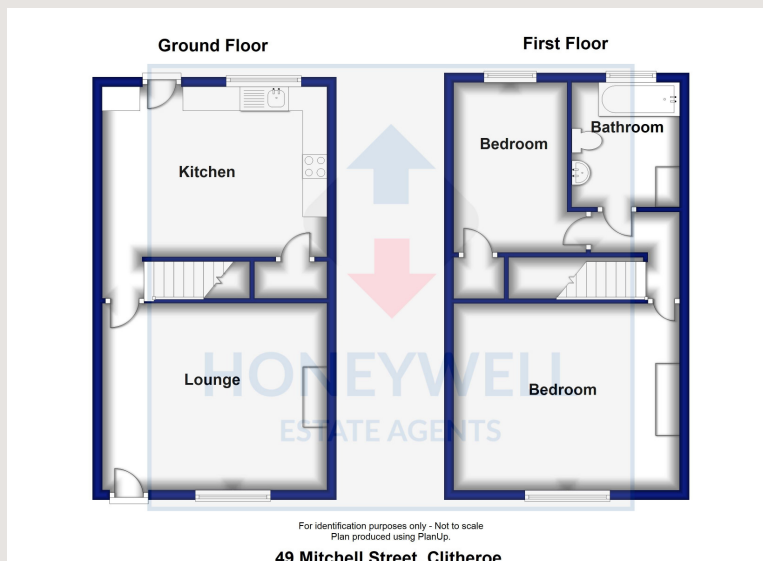 Ground Floor
First Floor
Kitchen
Bedroom
Bathroom
Lounge
Bedroom
HONEYWELL
ESTATE AGENTS
For identification purposes only - Not to scale
Plan produced using PlanUp.
49 Mitchell Street, Clitheroe